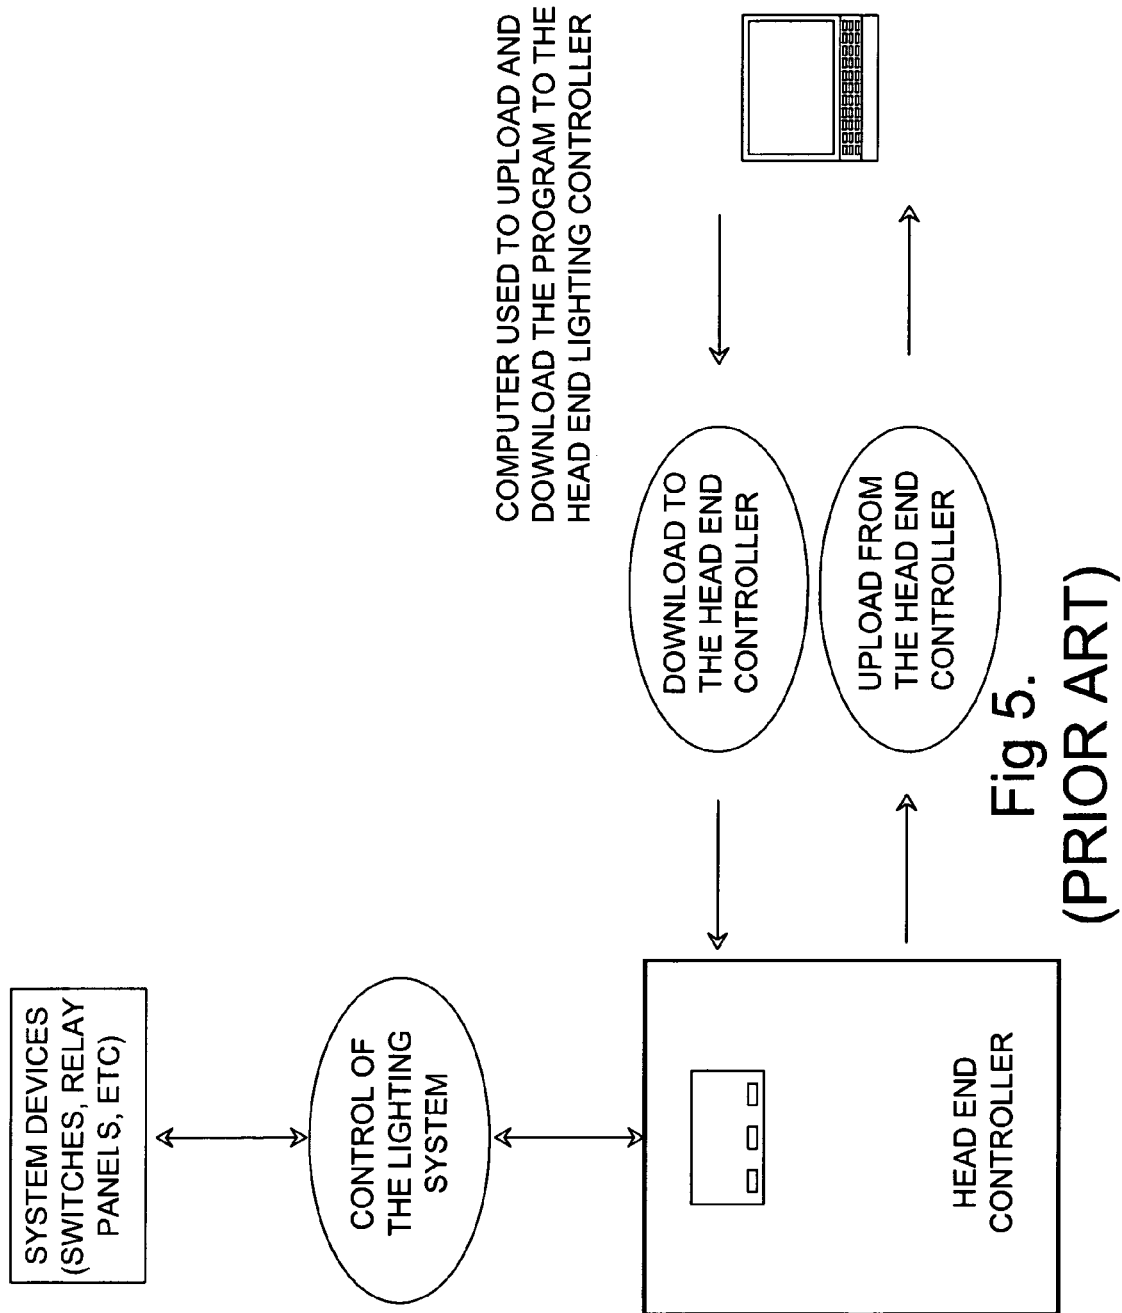 SYSTEM DEVICES
(SWITCHES, RELAY
PANELS, ETC)
CONTROL OF
THE LIGHTING
SYSTEM
HEAD END
CONTROLLER
DOWNLOAD TO
THE HEAD END
CONTROLLER
UPLOAD FROM
THE HEAD END
CONTROLLER
COMPUTER USED TO UPLOAD AND
DOWNLOAD THE PROGRAM TO THE
HEAD END LIGHTING CONTROLLER
Fig 5.
(PRIOR ART)